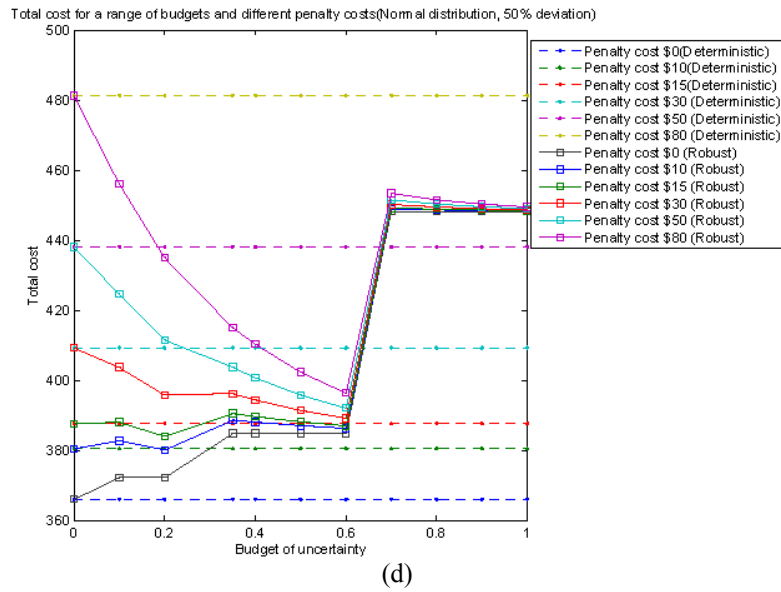 Total cost for a range of budgets and different penalty costs(Normal distribution, 50% deviation)
500
480
460
440
420
400
380
360
Total cost
0
0.2
0.4
0.6
0.8
1
Budget of uncertainty
Penalty cost $0(Deterministic)
Penalty cost $10(Deterministic)
Penalty cost $15(Deterministic)
Penalty cost $30 (Deterministic)
Penalty cost $50 (Deterministic)
Penalty cost $80 (Deterministic)
Penalty cost $0 (Robust)
Penalty cost $10 (Robust)
Penalty cost $15 (Robust)
Penalty cost $30 (Robust)
Penalty cost $50 (Robust)
Penalty cost $80 (Robust)
(d)